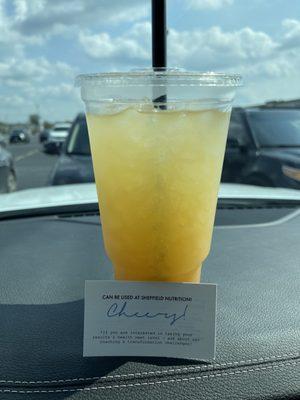 CAN BE USED AT SHEFFIELD NUTRITION!
Cheers!
*if you are interested in taking your
results & health next level - ask about our
coaching & transformation challenges!